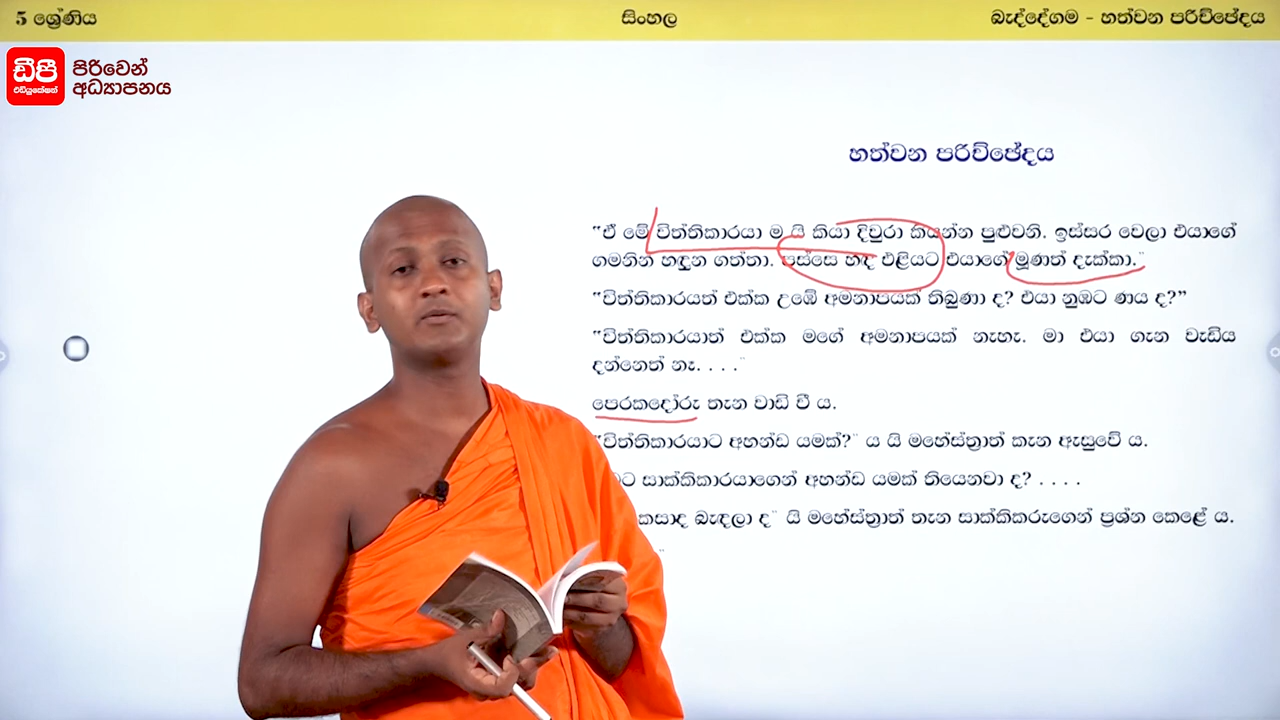 5 ශ්‍රේණිය
සිංහල
බැද්දේගම - හත්වන පරිච්ඡේදය
ඩීපී
එඩියුකේෂන්
පිරිවෙන්
අධ්‍යාපනය
හත්වන පරිච්ඡේදය
"ඒ මේ විත්තිකාරයා ම යි කියා දිවුරා කියන්න පුළුවනි. ඉස්සර වෙලා එයාගේ
ගමනින් හඳුන ගත්තා. පස්සෙ හඳ එළියට එයාගේ මූණත් දැක්කා."
"විත්තිකාරයත් එක්ක උඹේ අමනාපයක් තිබුණා ද? එයා නුඹට ණය ද?"
"විත්තිකාරයාත් එක්ක මගේ අමනාපයක් නැහැ. මා එයා ගැන වැඩිය
දන්නෙත් නෑ. . . ."
පෙරකදෝරු තැන වාඩි වී ය.
"විත්තිකාරයාට අහන්ඩ යමක්?" ය යි මහේස්ත්‍රාත් තැන ඇසුවේ ය.
සාක්කිකාරයාගෙන් අහන්ඩ යමක් තියෙනවා ද? . . . .
බැඳලා ද" යි මහේස්ත්‍රාත් තැන සාක්කිකරුගෙන් ප්‍රශ්න කෙළේ ය.